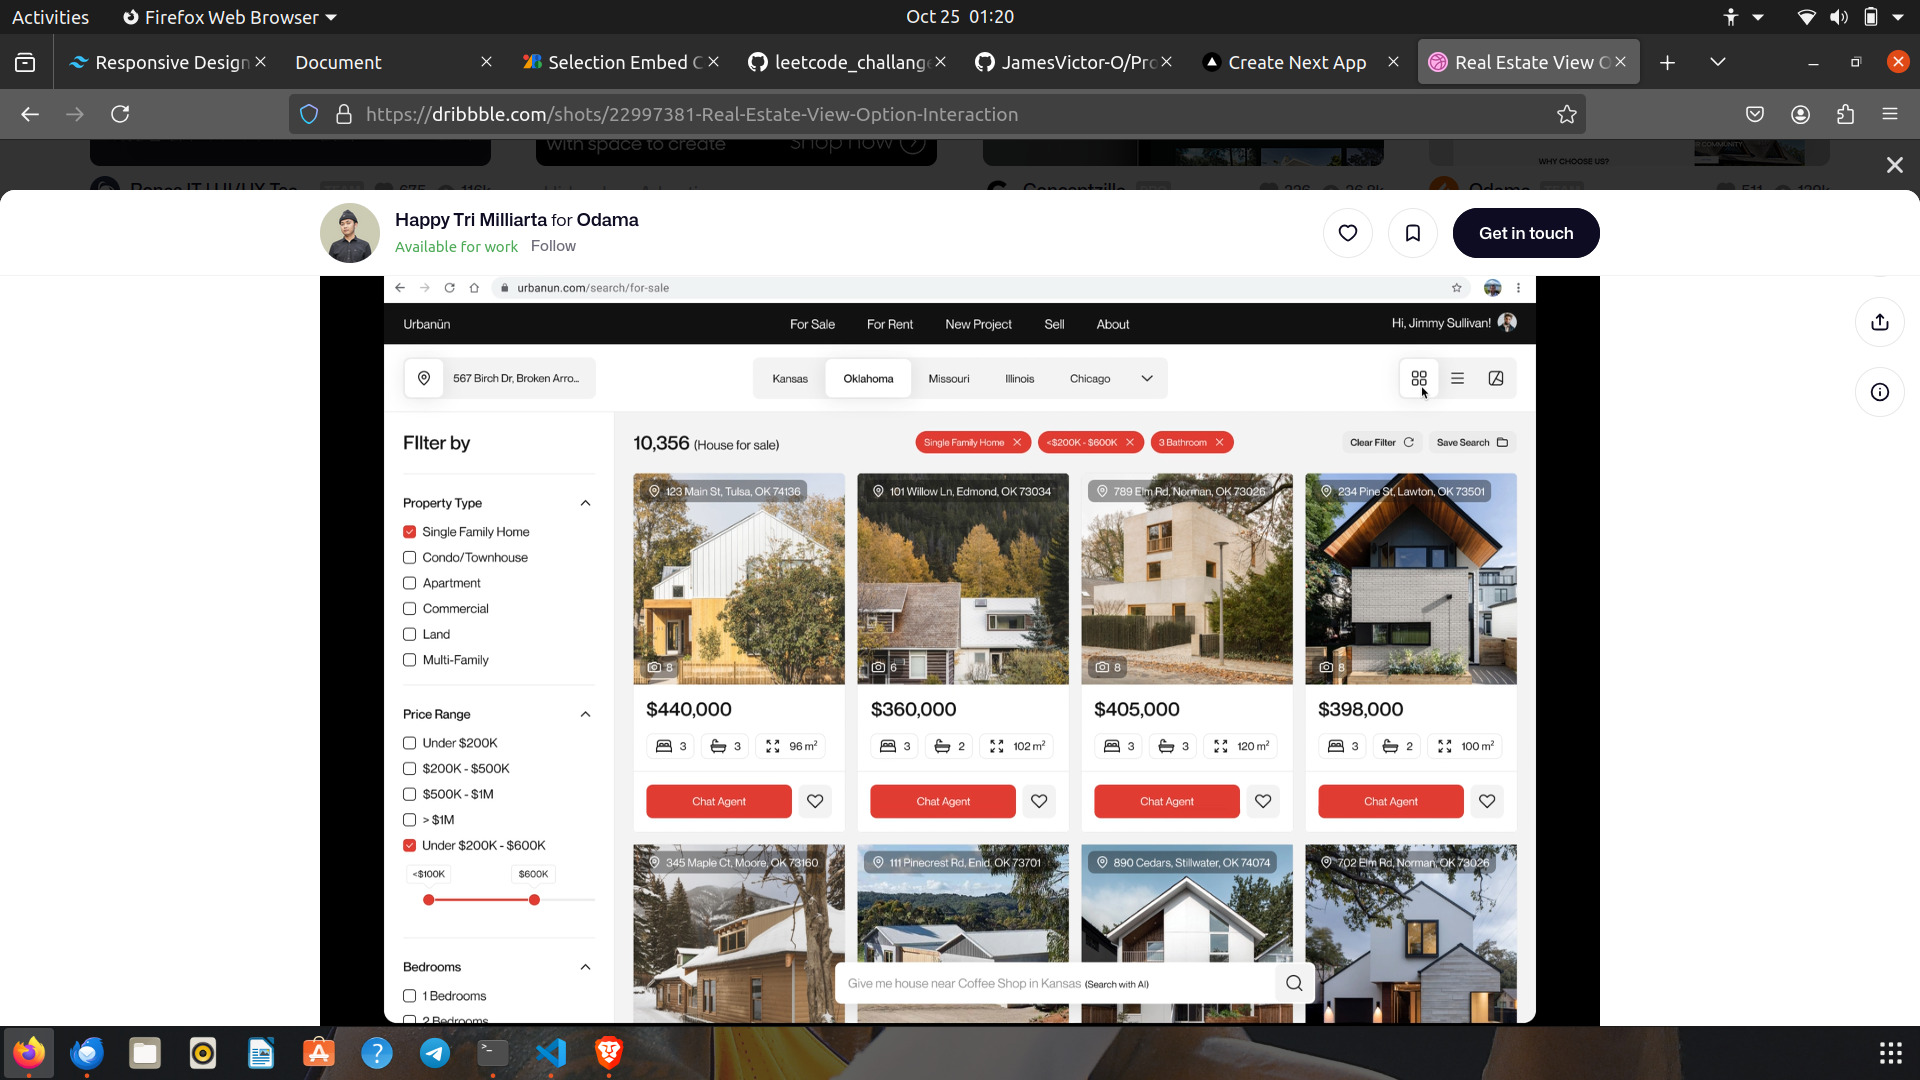 Activities Firefox Web Browser Oct 25 01:20
Responsive Design Document Selection Embed C leetcode_challang JamesVictor-O/Pro Create Next App Real Estate View O
https://dribbble.com/shots/22997381-Real-Estate-View-Option-Interaction
with space to create Shop now WHY CHOOSE US?
Happy Tri Milliarta for Odama
Available for work Follow
Get in touch
urbanun.com/search/for-sale
Urbanün For Sale For Rent New Project Sell About Hi, Jimmy Sullivan!
567 Birch Dr, Broken Arro... Kansas Oklahoma Missouri Illinois Chicago
FIlter by
10,356 (House for sale) Single Family Home <$200K - $600K 3 Bathroom Clear Filter Save Search
Property Type
Single Family Home
Condo/Townhouse
Apartment
Commercial
Land
Multi-Family
Price Range
Under $200K
$200K - $500K
$500K - $1M
> $1M
Under $200K - $600K
<$100K $600K
Bedrooms
1 Bedrooms
2 Bedrooms
123 Main St, Tulsa, OK 74136 101 Willow Ln, Edmond, OK 73034 789 Elm Rd, Norman, OK 73026 234 Pine St, Lawton, OK 73501
8 6 8 8
$440,000 $360,000 $405,000 $398,000
3 3 96 m² 3 2 102 m² 3 3 120 m² 3 2 100 m²
Chat Agent Chat Agent Chat Agent Chat Agent
345 Maple Ct, Moore, OK 73160 111 Pinecrest Rd, Enid, OK 73701 890 Cedars, Stillwater, OK 74074 702 Elm Rd, Norman, OK 73026
Give me house near Coffee Shop in Kansas (Search with AI)